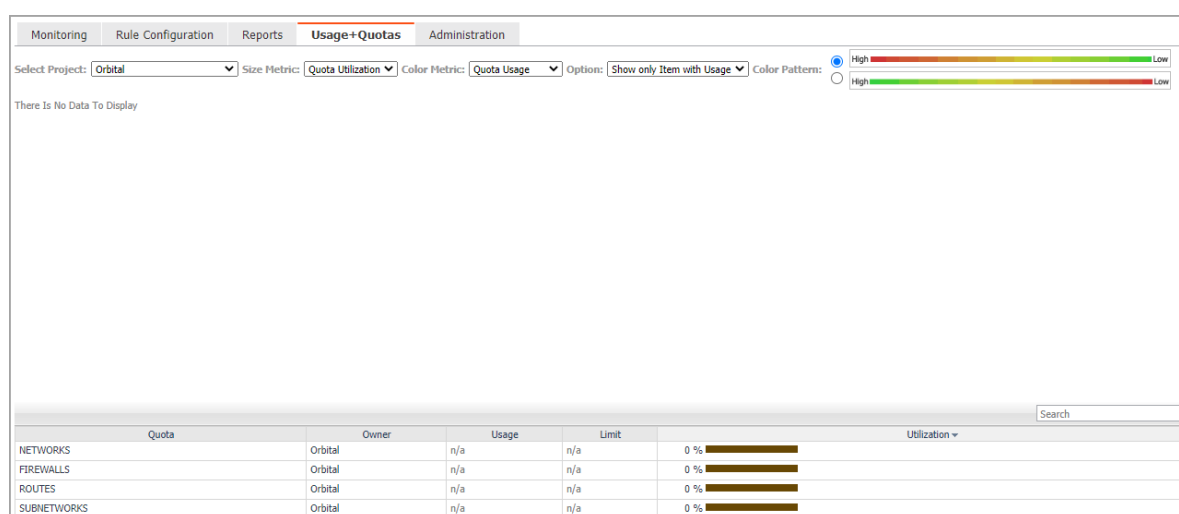 Monitoring Rule Configuration Reports Usage+Quotas Administration
Select Project: Orbital Size Metric: Quota Utilization Color Metric: Quota Usage Option: Show only Item with Usage Color Pattern: High Low
High Low
There Is No Data To Display
Search
Quota Owner Usage Limit Utilization
NETWORKS Orbital n/a n/a 0 %
FIREWALLS Orbital n/a n/a 0 %
ROUTES Orbital n/a n/a 0 %
SUBNETWORKS Orbital n/a n/a 0 %